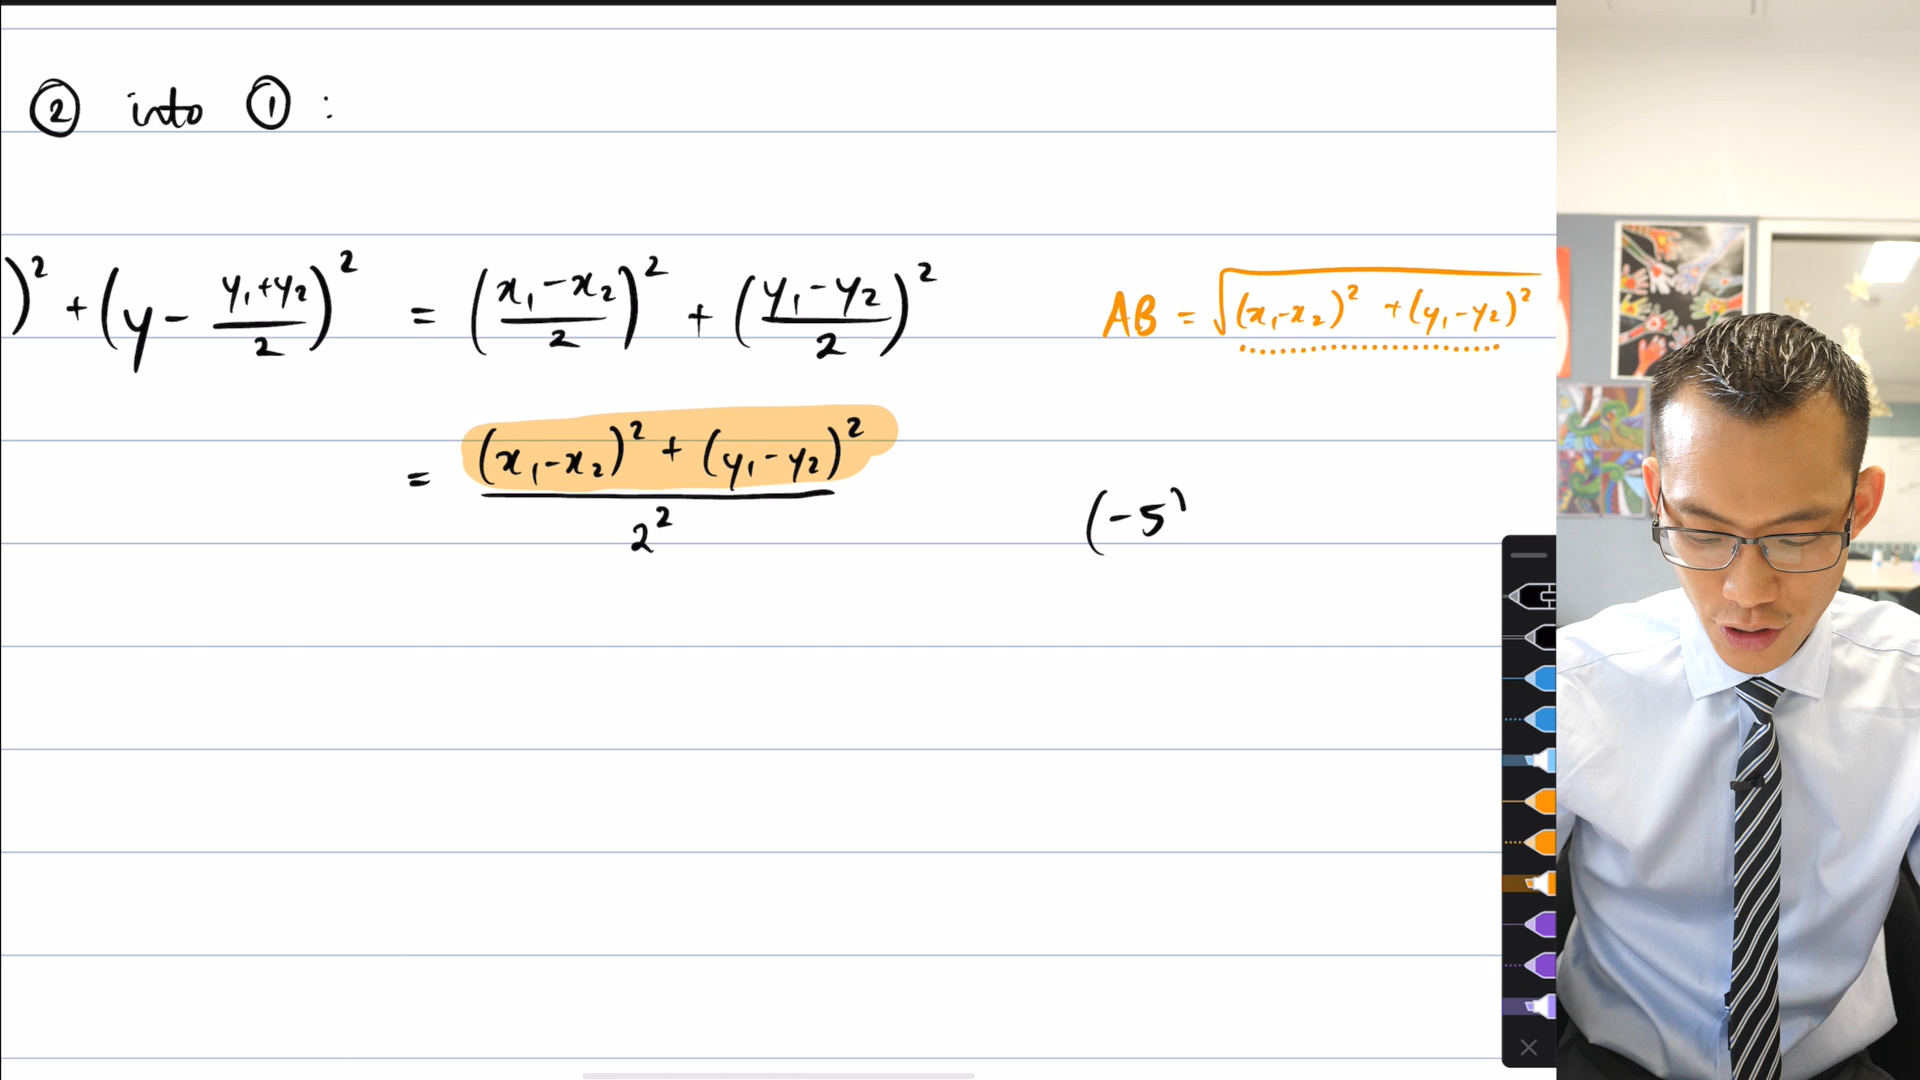 ② into ① :
)² + (y - (y₁+y₂)/2)² = ((x₁-x₂)/2)² + ((y₁-y₂)/2)²
AB = √((x₁-x₂)² + (y₁-y₂)²)
= ((x₁-x₂)² + (y₁-y₂)²)/2²
(-5)